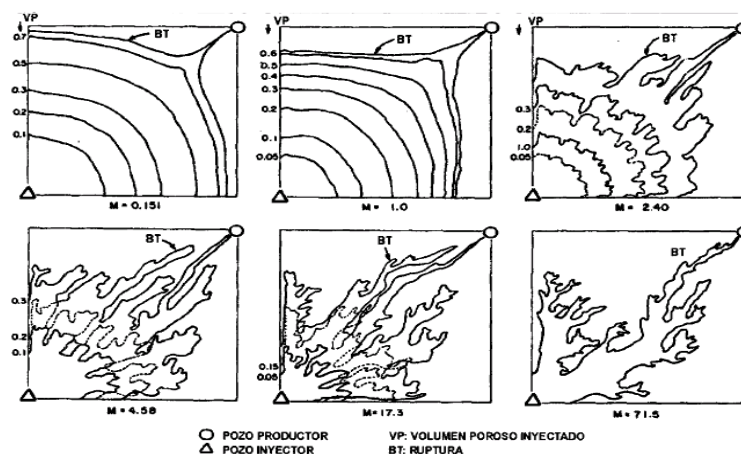 VP
BT
0.7
0.5
0.3
0.2
0.1
M = 0.151
VP
BT
0.6
0.5
0.4
0.3
0.2
0.1
0.05
M = 1.0
VP
BT
0.3
0.2
1.0
0.05
M = 2.40
BT
0.3
0.2
0.1
M = 4.58
BT
0.15
0.05
M = 17.3
BT
M = 71.5
POZO PRODUCTOR
VP: VOLUMEN POROSO INYECTADO
POZO INYECTOR
BT: RUPTURA